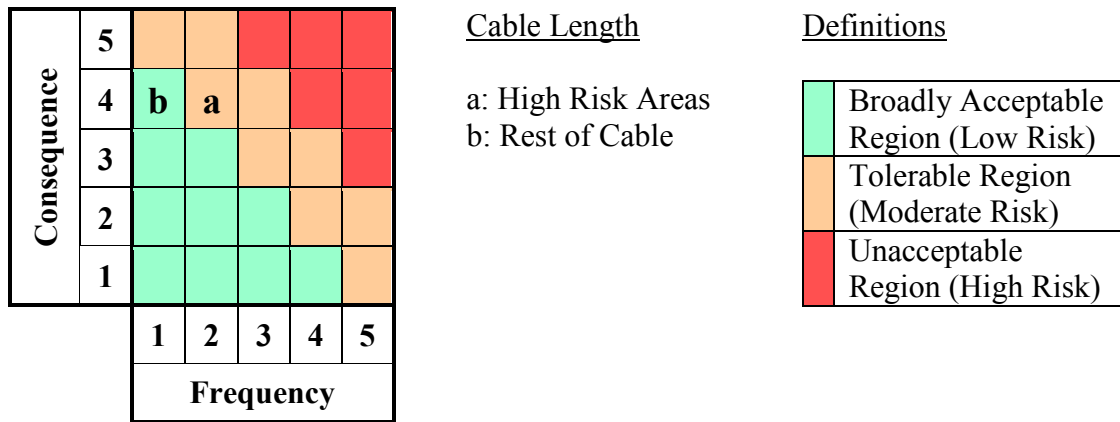 Consequence
5
4 b a
3
2
1
1 2 3 4 5
Frequency
Cable Length
a: High Risk Areas
b: Rest of Cable
Definitions
Broadly Acceptable
Region (Low Risk)
Tolerable Region
(Moderate Risk)
Unacceptable
Region (High Risk)